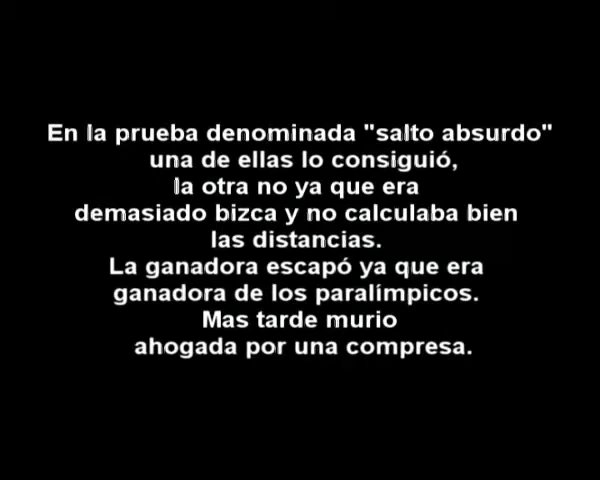 En la prueba denominada "salto absurdo"
una de ellas lo consiguió,
la otra no ya que era
demasiado bizca y no calculaba bien
las distancias.
La ganadora escapó ya que era
ganadora de los paralímpicos.
Mas tarde murio
ahogada por una compresa.